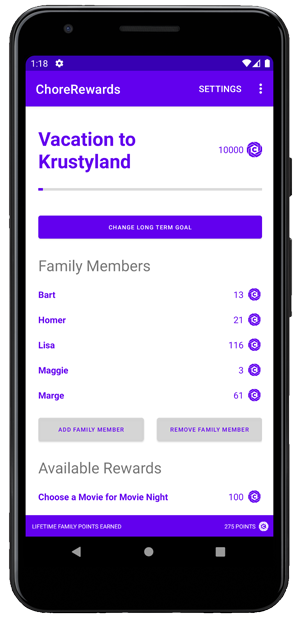 1:18
ChoreRewards SETTINGS
Vacation to
Krustyland
10000
CHANGE LONG TERM GOAL
Family Members
Bart 13
Homer 21
Lisa 116
Maggie 3
Marge 61
ADD FAMILY MEMBER REMOVE FAMILY MEMBER
Available Rewards
Choose a Movie for Movie Night 100
LIFETIME FAMILY POINTS EARNED 275 POINTS